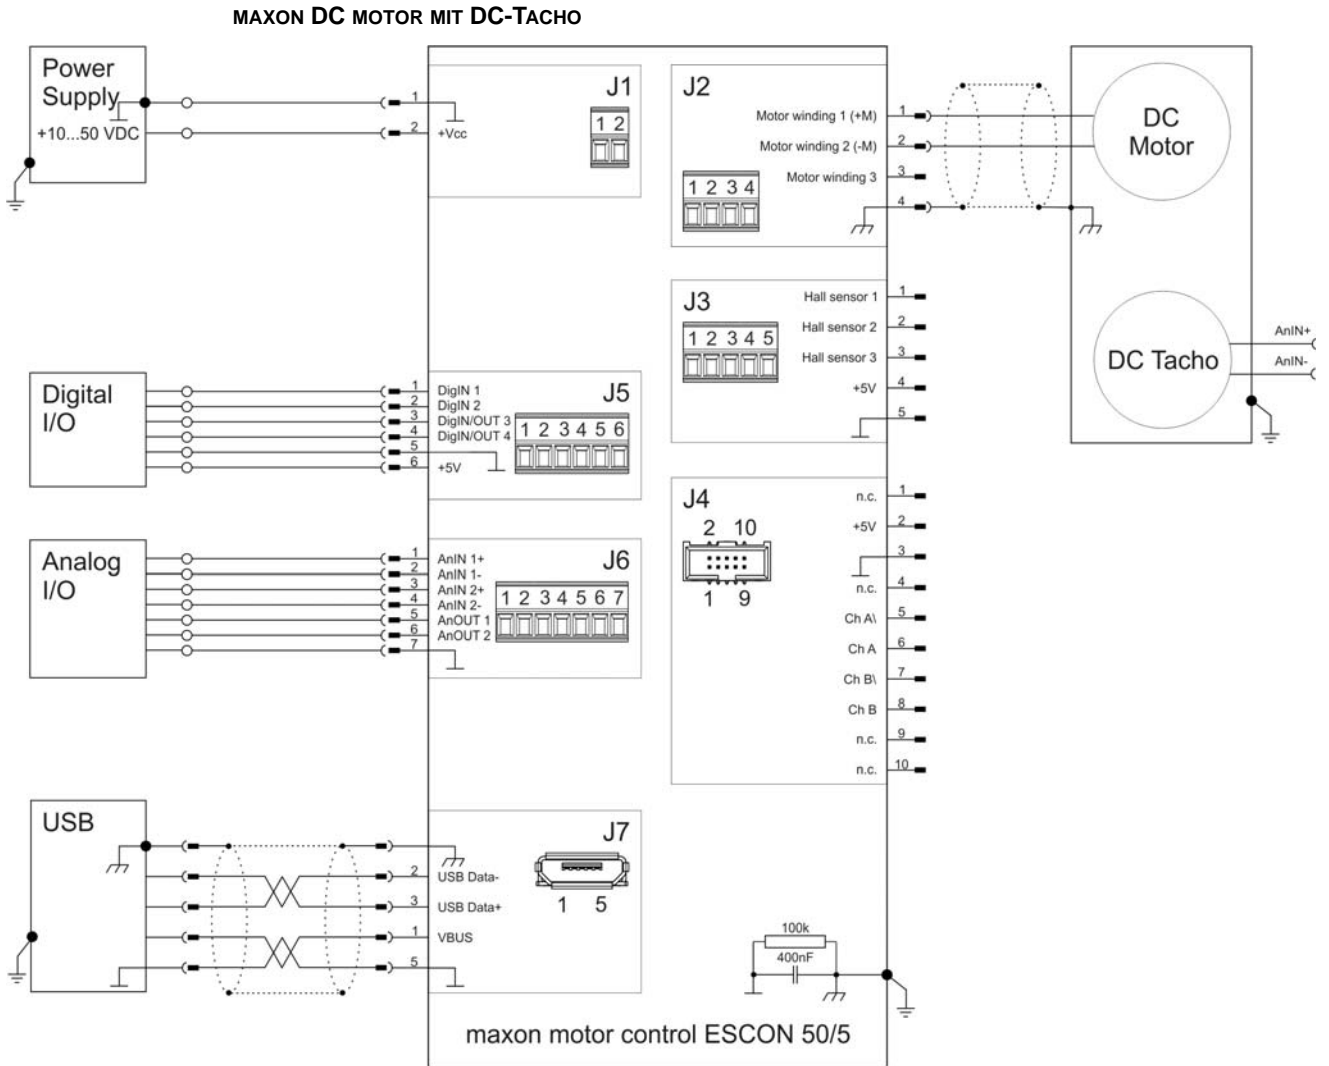 MAXON DC MOTOR MIT DC-TACHO
Power
Supply
+10...50 VDC
1
2
+Vcc
J1
1 2
J2
1 2 3 4
Motor winding 1 (+M)
1
Motor winding 2 (-M)
2
Motor winding 3
3
4
DC
Motor
J3
1 2 3 4 5
Hall sensor 1
1
Hall sensor 2
2
Hall sensor 3
3
+5V
4
5
DC Tacho
AnIN+
AnIN-
Digital
I/O
1
DigIN 1
2
DigIN 2
3
DigIN/OUT 3
4
DigIN/OUT 4
5
6
+5V
J5
1 2 3 4 5 6
J4
2 10
1 9
n.c.
1
+5V
2
3
n.c.
4
Ch A\
5
Ch A
6
Ch B\
7
Ch B
8
n.c.
9
n.c.
10
Analog
I/O
1
AnIN 1+
2
AnIN 1-
3
AnIN 2+
4
AnIN 2-
5
AnOUT 1
6
AnOUT 2
7
J6
1 2 3 4 5 6 7
USB
2
USB Data-
3
USB Data+
1
VBUS
5
J7
1 5
100k
400nF
maxon motor control ESCON 50/5